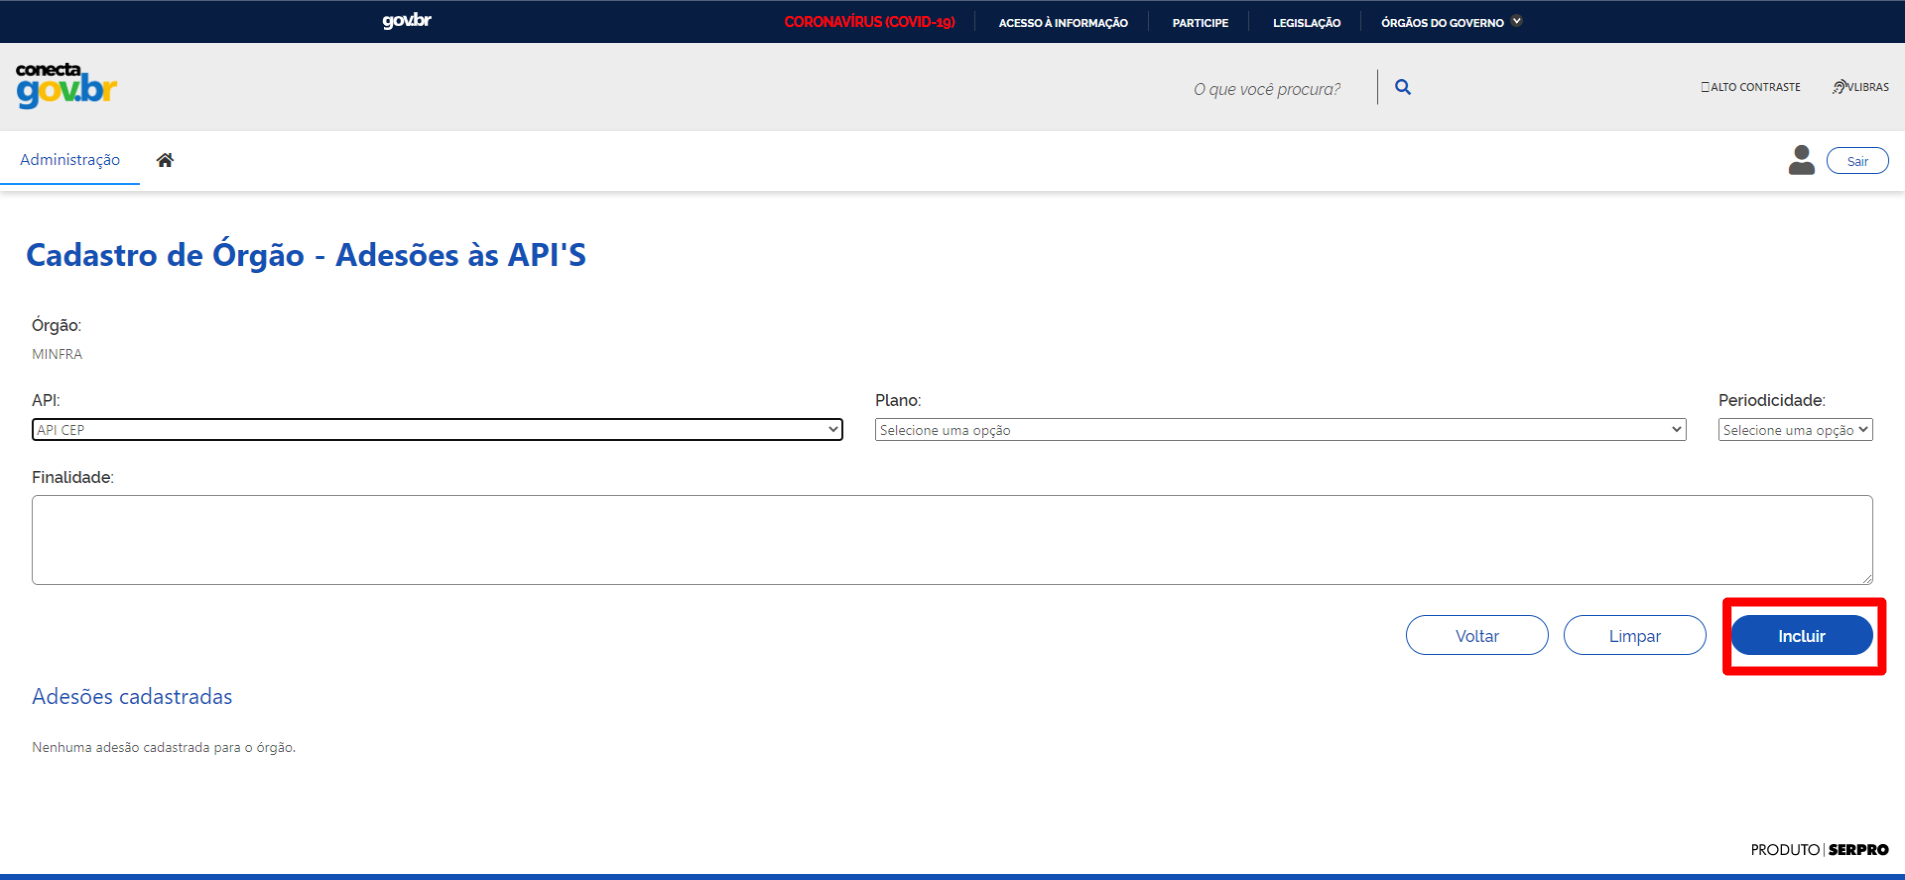 gov.br
CORONAVÍRUS (COVID-19)
ACESSO À INFORMAÇÃO
PARTICIPE
LEGISLAÇÃO
ÓRGÃOS DO GOVERNO
conecta
gov.br
O que você procura?
ALTO CONTRASTE
VLIBRAS
Administração
Sair
Cadastro de Órgão - Adesões às API'S
Órgão:
MINFRA
API:
Plano:
Periodicidade:
API CEP
Selecione uma opção
Selecione uma opção
Finalidade:
Voltar
Limpar
Incluir
Adesões cadastradas
Nenhuma adesão cadastrada para o órgão.
PRODUTO | SERPRO